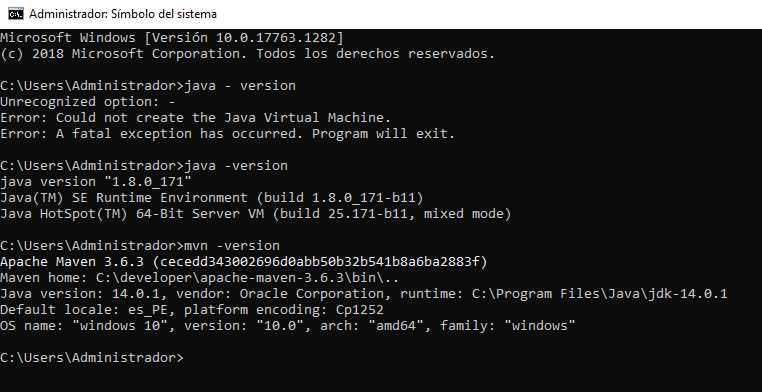 Administrador: Símbolo del sistema
Microsoft Windows [Versión 10.0.17763.1282]
(c) 2018 Microsoft Corporation. Todos los derechos reservados.
C:\Users\Administrador>java - version
Unrecognized option: -
Error: Could not create the Java Virtual Machine.
Error: A fatal exception has occurred. Program will exit.
C:\Users\Administrador>java -version
java version "1.8.0_171"
Java(TM) SE Runtime Environment (build 1.8.0_171-b11)
Java HotSpot(TM) 64-Bit Server VM (build 25.171-b11, mixed mode)
C:\Users\Administrador>mvn -version
Apache Maven 3.6.3 (cecedd343002696d0abb50b32b541b8a6ba2883f)
Maven home: C:\developer\apache-maven-3.6.3\bin\..
Java version: 14.0.1, vendor: Oracle Corporation, runtime: C:\Program Files\Java\jdk-14.0.1
Default locale: es_PE, platform encoding: Cp1252
OS name: "windows 10", version: "10.0", arch: "amd64", family: "windows"
C:\Users\Administrador>